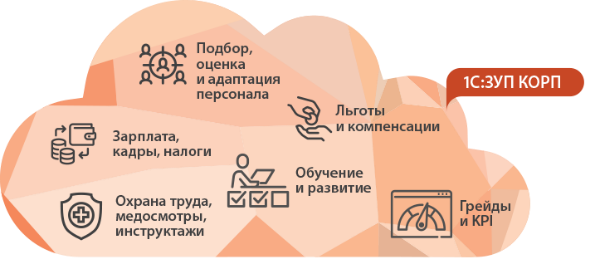 Подбор,
оценка
и адаптация
персонала
1С:ЗУП КОРП
Льготы
и компенсации
Зарплата,
кадры, налоги
Обучение
и развитие
Охрана труда,
медосмотры,
инструктажи
Грейды
и KPI